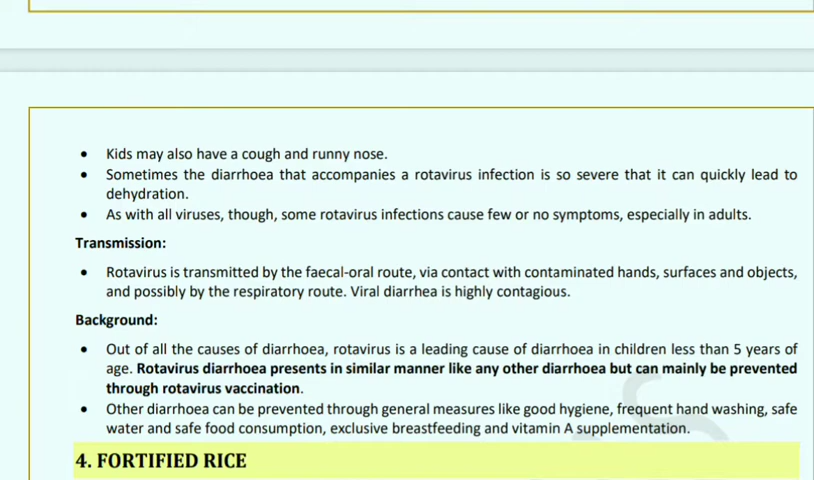 • Kids may also have a cough and runny nose.
• Sometimes the diarrhoea that accompanies a rotavirus infection is so severe that it can quickly lead to
dehydration.
• As with all viruses, though, some rotavirus infections cause few or no symptoms, especially in adults.
Transmission:
• Rotavirus is transmitted by the faecal-oral route, via contact with contaminated hands, surfaces and objects,
and possibly by the respiratory route. Viral diarrhea is highly contagious.
Background:
• Out of all the causes of diarrhoea, rotavirus is a leading cause of diarrhoea in children less than 5 years of
age. Rotavirus diarrhoea presents in similar manner like any other diarrhoea but can mainly be prevented
through rotavirus vaccination.
• Other diarrhoea can be prevented through general measures like good hygiene, frequent hand washing, safe
water and safe food consumption, exclusive breastfeeding and vitamin A supplementation.
4. FORTIFIED RICE